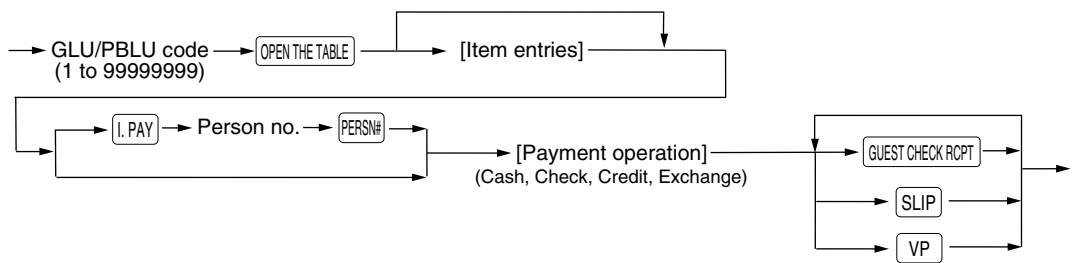 GLU/PBLU code OPEN THE TABLE [Item entries]
(1 to 99999999)
I. PAY Person no. PERSN#
[Payment operation] GUEST CHECK RCPT
(Cash, Check, Credit, Exchange)
SLIP
VP